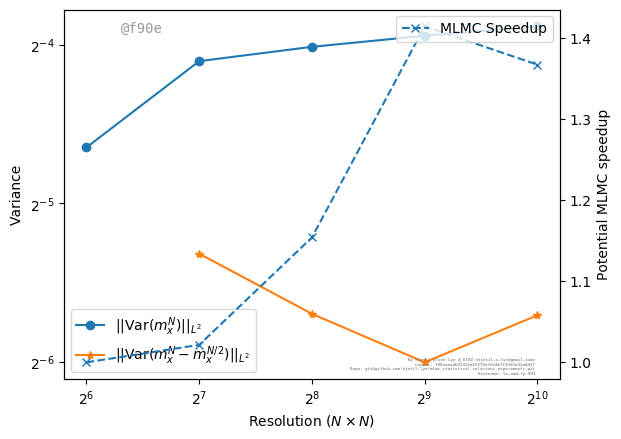 @f90e
MLMC Speedup
2^{-4}
2^{-5}
2^{-6}
Variance
1.4
1.3
1.2
1.1
1.0
Potential MLMC speedup
||Var(m_x^N)||_{L^2}
||Var(m_x^N − m_x^{N/2})||_{L^2}
2^6
2^7
2^8
2^9
2^{10}
Resolution (N × N)